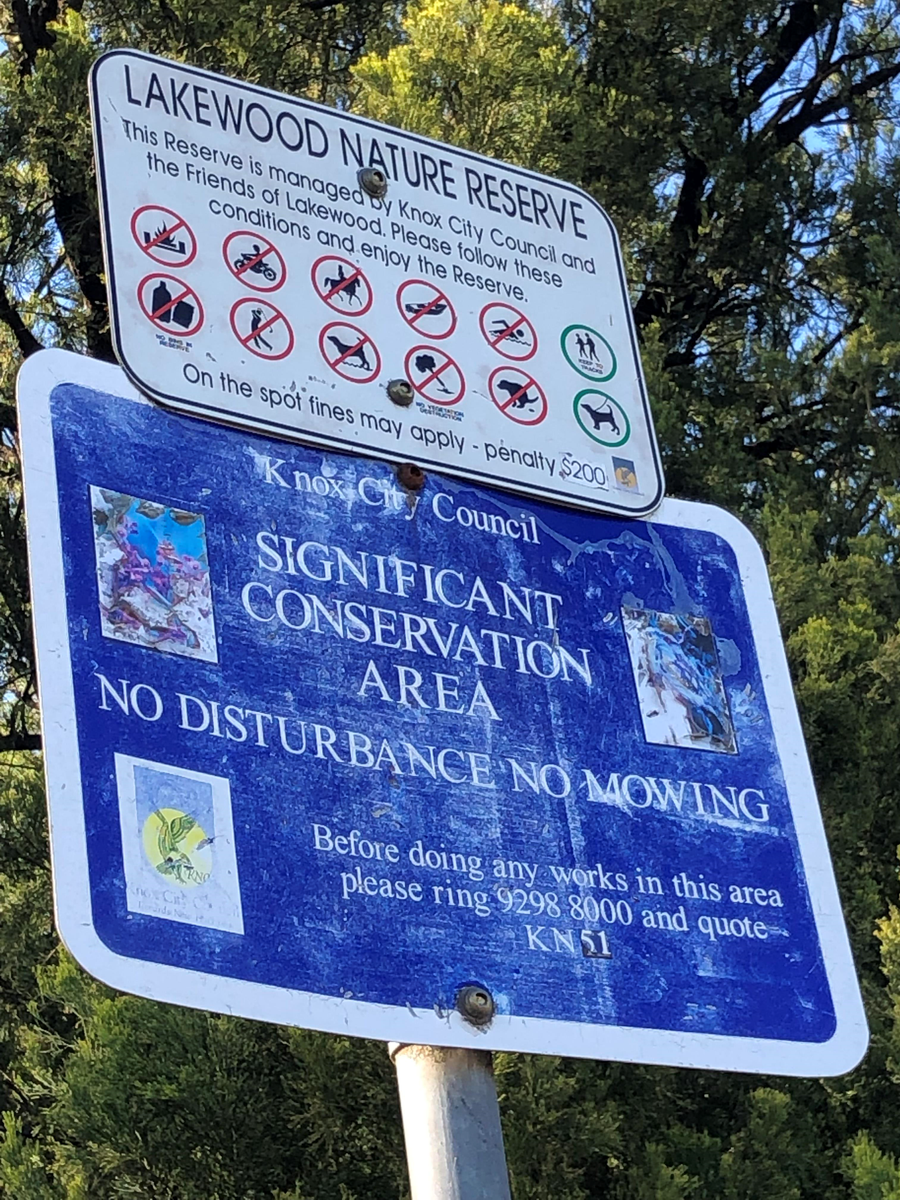 LAKEWOOD NATURE RESERVE
This Reserve is managed by Knox City Council and
the Friends of Lakewood. Please follow these
conditions and enjoy the Reserve.
NO BINS IN
RESERVE
NO VEGETATION
DESTRUCTION
KEEP TO
TRACKS
On the spot fines may apply - penalty $200
Knox City Council
SIGNIFICANT
CONSERVATION
AREA
NO DISTURBANCE NO MOWING
Before doing any works in this area
please ring 9298 8000 and quote
KN51